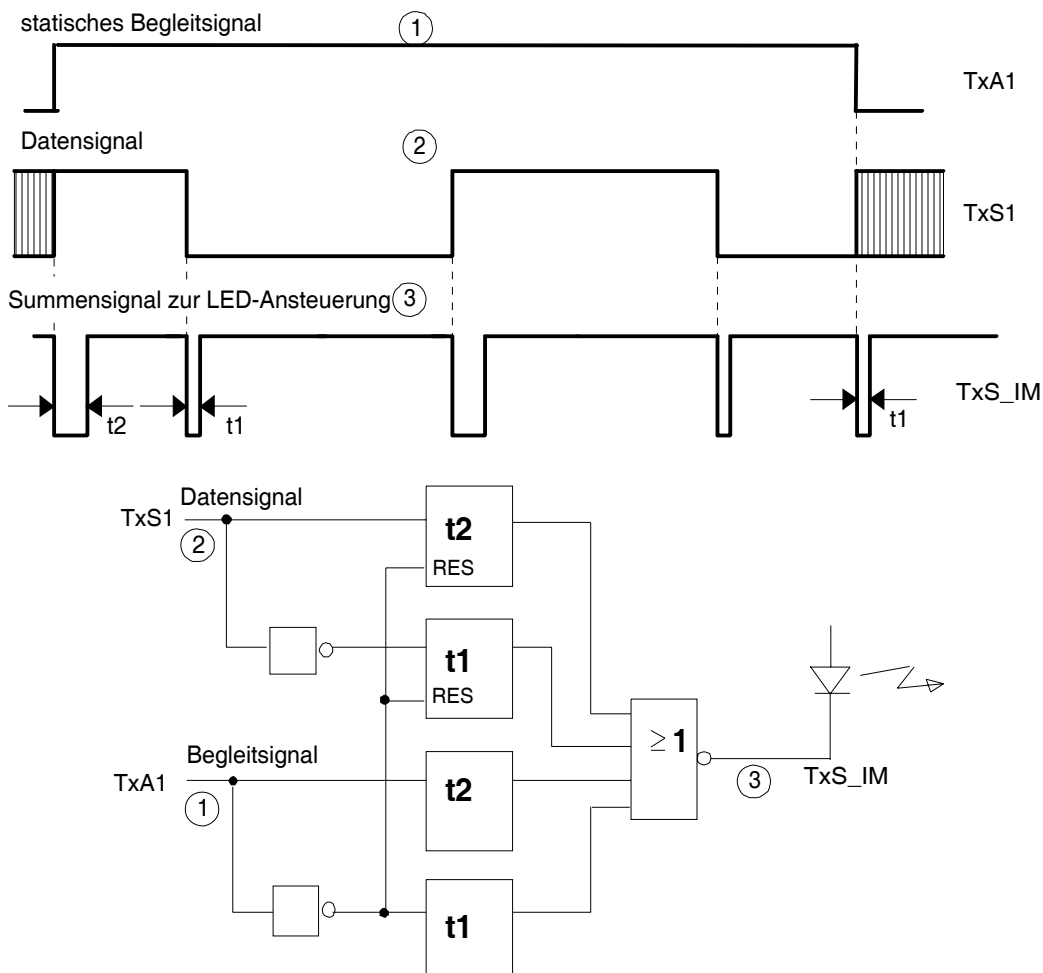 statisches Begleitsignal
1
TxA1
Datensignal
2
TxS1
Summensignal zur LED-Ansteuerung 3
TxS_IM
t2
t1
t1
Datensignal
TxS1
2
t2
RES
t1
RES
≥1
Begleitsignal
TxA1
1
t2
3
TxS_IM
t1